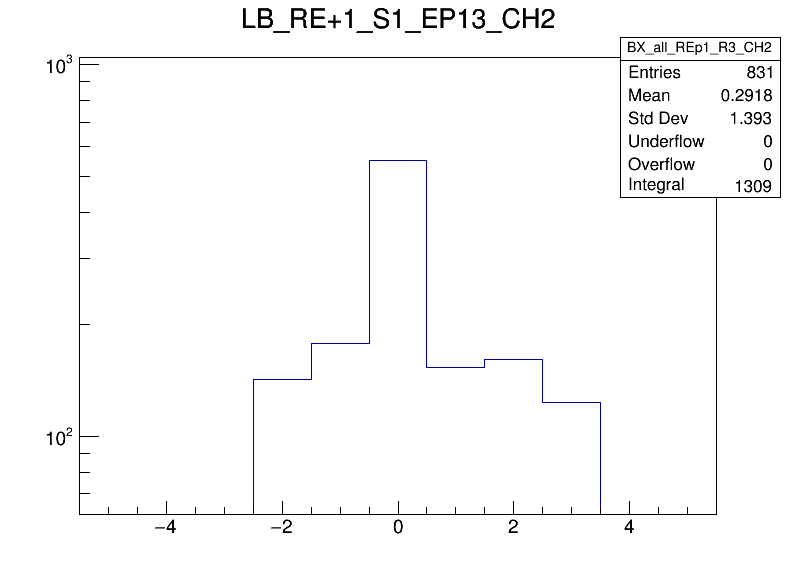 LB_RE+1_S1_EP13_CH2
BX_all_REp1_R3_CH2
Entries 831
Mean 0.2918
Std Dev 1.393
Underflow 0
Overflow 0
Integral 1309
10³
10²
−4 −2 0 2 4